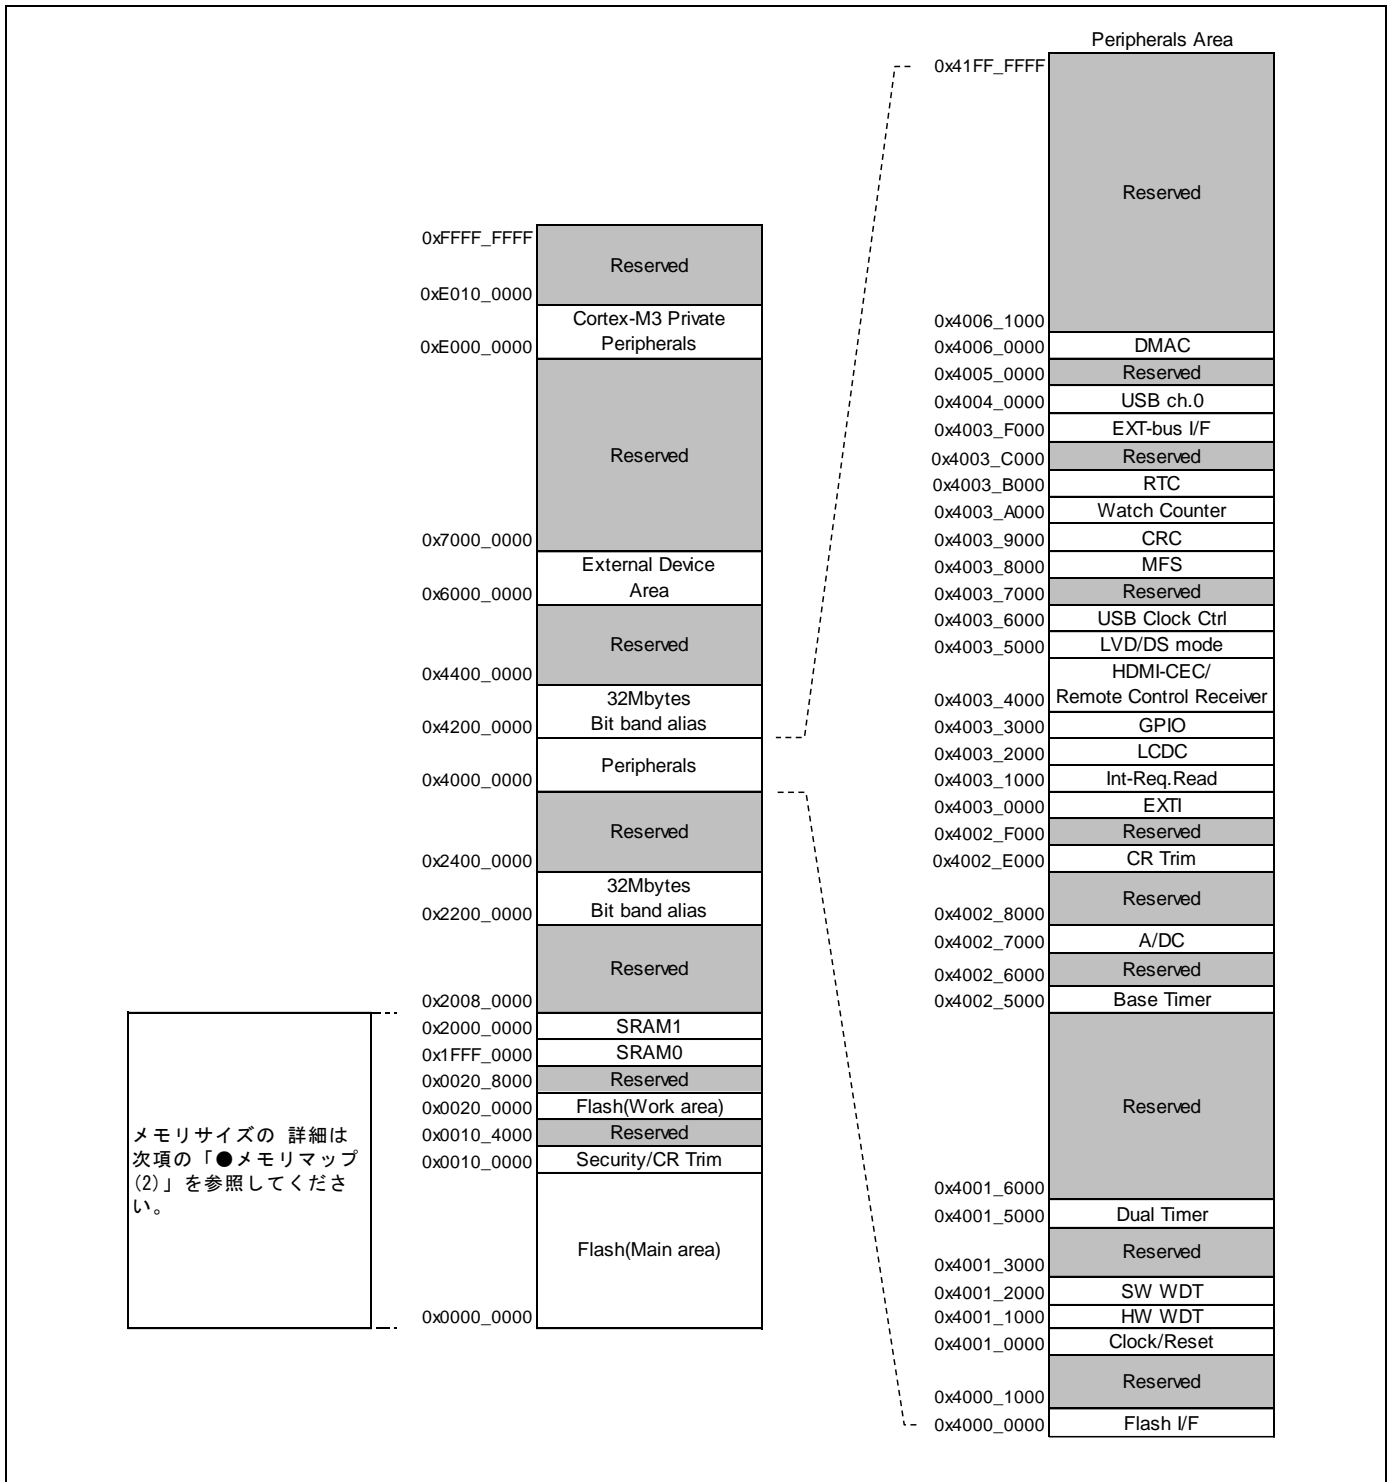 Peripherals Area
0x41FF_FFFF
Reserved
0x4006_1000
0x4006_0000 DMAC
0x4005_0000 Reserved
0x4004_0000 USB ch.0
0x4003_F000 EXT-bus I/F
0x4003_C000 Reserved
0x4003_B000 RTC
0x4003_A000 Watch Counter
0x4003_9000 CRC
0x4003_8000 MFS
0x4003_7000 Reserved
0x4003_6000 USB Clock Ctrl
0x4003_5000 LVD/DS mode
HDMI-CEC/
0x4003_4000 Remote Control Receiver
0x4003_3000 GPIO
0x4003_2000 LCDC
0x4003_1000 Int-Req.Read
0x4003_0000 EXTI
0x4002_F000 Reserved
0x4002_E000 CR Trim
Reserved
0x4002_8000
0x4002_7000 A/DC
0x4002_6000 Reserved
0x4002_5000 Base Timer
Reserved
0x4001_6000
0x4001_5000 Dual Timer
Reserved
0x4001_3000
0x4001_2000 SW WDT
0x4001_1000 HW WDT
0x4001_0000 Clock/Reset
Reserved
0x4000_1000
0x4000_0000 Flash I/F
0xFFFF_FFFF
Reserved
0xE010_0000
Cortex-M3 Private
0xE000_0000 Peripherals
Reserved
0x7000_0000
External Device
0x6000_0000 Area
Reserved
0x4400_0000
32Mbytes
0x4200_0000 Bit band alias
Peripherals
0x4000_0000
Reserved
0x2400_0000
32Mbytes
0x2200_0000 Bit band alias
Reserved
0x2008_0000
0x2000_0000 SRAM1
0x1FFF_0000 SRAM0
0x0020_8000 Reserved
0x0020_0000 Flash(Work area)
0x0010_4000 Reserved
0x0010_0000 Security/CR Trim
Flash(Main area)
0x0000_0000
メモリサイズの 詳細は
次項の「●メモリマップ
(2)」を参照してくださ
い。